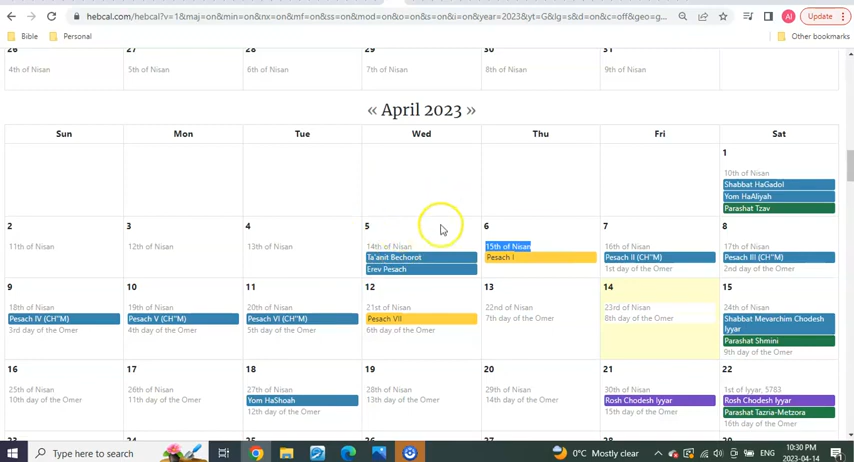 hebcal.com/hebcal?v=1&maj=on&min=on&nx=on&mf=on&ss=on&mod=on&o=on&s=on&i=on&year=2023&yt=G&lg=s&d=on&c=off&geo=g...
AI
Update
Bible Personal Other bookmarks
26 27 28 29 30 31
4th of Nisan 5th of Nisan 6th of Nisan 7th of Nisan 8th of Nisan 9th of Nisan
« April 2023 »
Sun Mon Tue Wed Thu Fri Sat
1
10th of Nisan
Shabbat HaGadol
Yom HaAliyah
Parashat Tzav
2 3 4 5 6 7 8
11th of Nisan 12th of Nisan 13th of Nisan 14th of Nisan 15th of Nisan 16th of Nisan 17th of Nisan
Ta'anit Bechorot Pesach I Pesach II (CH''M) Pesach III (CH''M)
Erev Pesach 1st day of the Omer 2nd day of the Omer
9 10 11 12 13 14 15
18th of Nisan 19th of Nisan 20th of Nisan 21st of Nisan 22nd of Nisan 23rd of Nisan 24th of Nisan
Pesach IV (CH''M) Pesach V (CH''M) Pesach VI (CH''M) Pesach VII 7th day of the Omer 8th day of the Omer Shabbat Mevarchim Chodesh
Iyyar
3rd day of the Omer 4th day of the Omer 5th day of the Omer 6th day of the Omer Parashat Shmini
9th day of the Omer
16 17 18 19 20 21 22
25th of Nisan 26th of Nisan 27th of Nisan 28th of Nisan 29th of Nisan 30th of Nisan 1st of Iyyar, 5783
10th day of the Omer 11th day of the Omer Yom HaShoah 13th day of the Omer 14th day of the Omer Rosh Chodesh Iyyar Rosh Chodesh Iyyar
12th day of the Omer 15th day of the Omer Parashat Tazria-Metzora
16th day of the Omer
Type here to search 0°C Mostly clear ENG 10:30 PM
2023-04-14